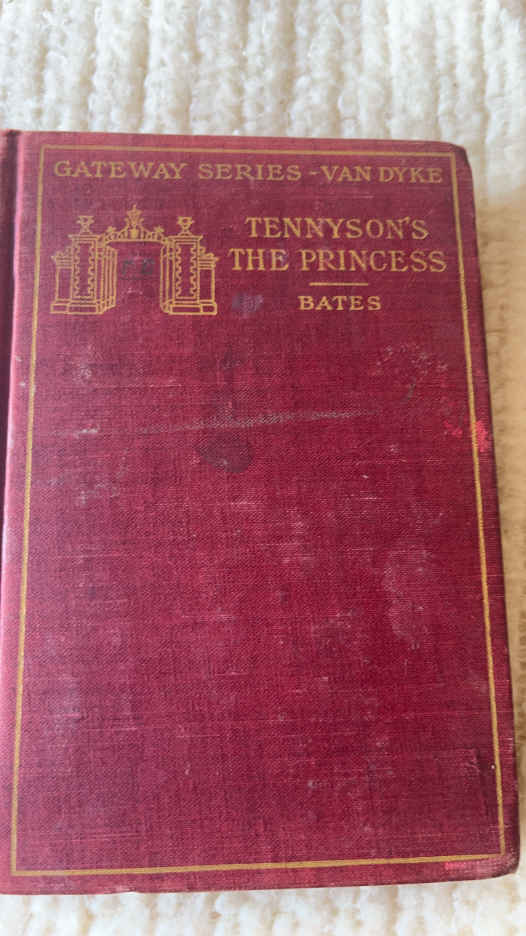 GATEWAY SERIES - VAN DYKE
TENNYSON'S
THE PRINCESS
BATES